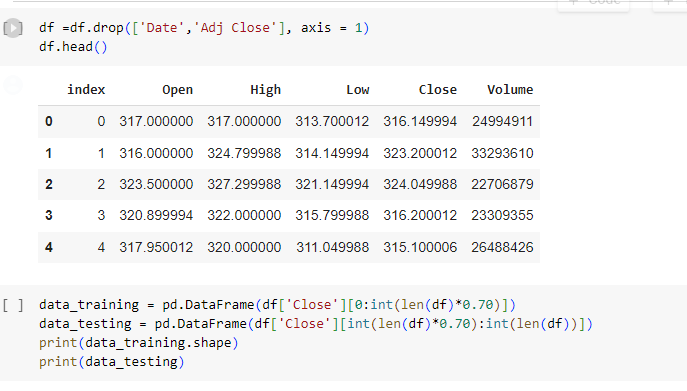 Code
[ ] df =df.drop(['Date','Adj Close'], axis = 1)
df.head()
index Open High Low Close Volume
0 0 317.000000 317.000000 313.700012 316.149994 24994911
1 1 316.000000 324.799988 314.149994 323.200012 33293610
2 2 323.500000 327.299988 321.149994 324.049988 22706879
3 3 320.899994 322.000000 315.799988 316.200012 23309355
4 4 317.950012 320.000000 311.049988 315.100006 26488426
[ ] data_training = pd.DataFrame(df['Close'][0:int(len(df)*0.70)])
data_testing = pd.DataFrame(df['Close'][int(len(df)*0.70):int(len(df))])
print(data_training.shape)
print(data_testing)